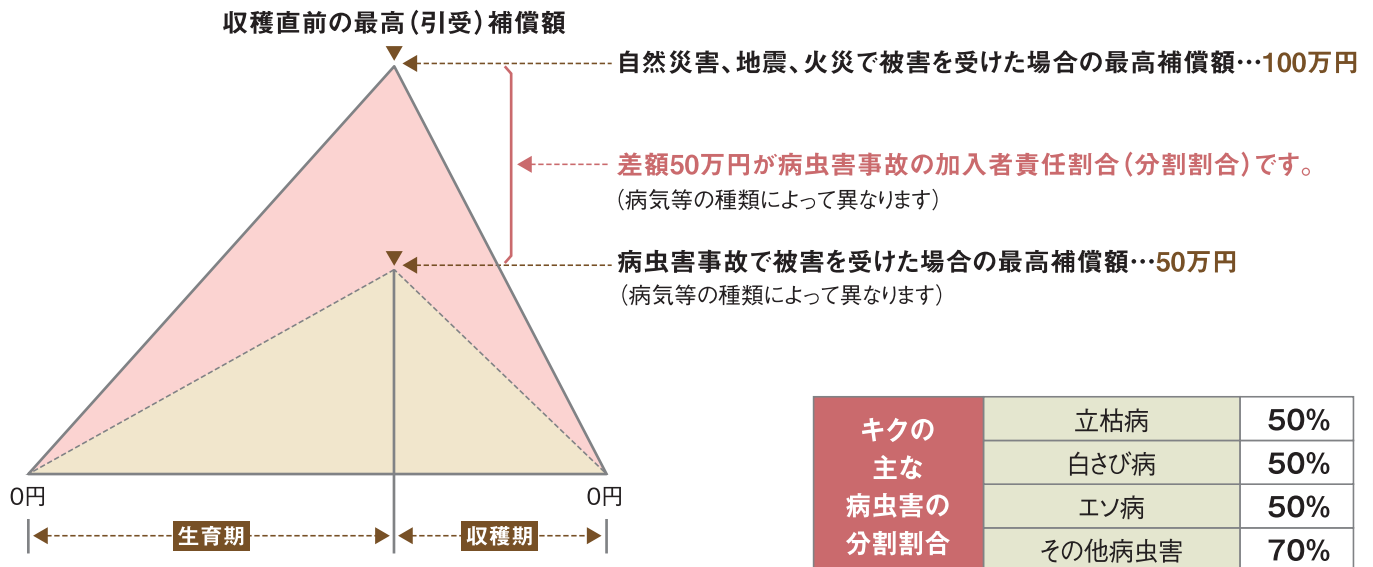 収穫直前の最高（引受）補償額
自然災害、地震、火災で被害を受けた場合の最高補償額…100万円
差額50万円が病虫害事故の加入者責任割合（分割割合）です。
（病気等の種類によって異なります）
病虫害事故で被害を受けた場合の最高補償額…50万円
（病気等の種類によって異なります）
0円
0円
生育期
収穫期
キクの
主な
病虫害の
分割割合
立枯病 50%
白さび病 50%
エソ病 50%
その他病虫害 70%